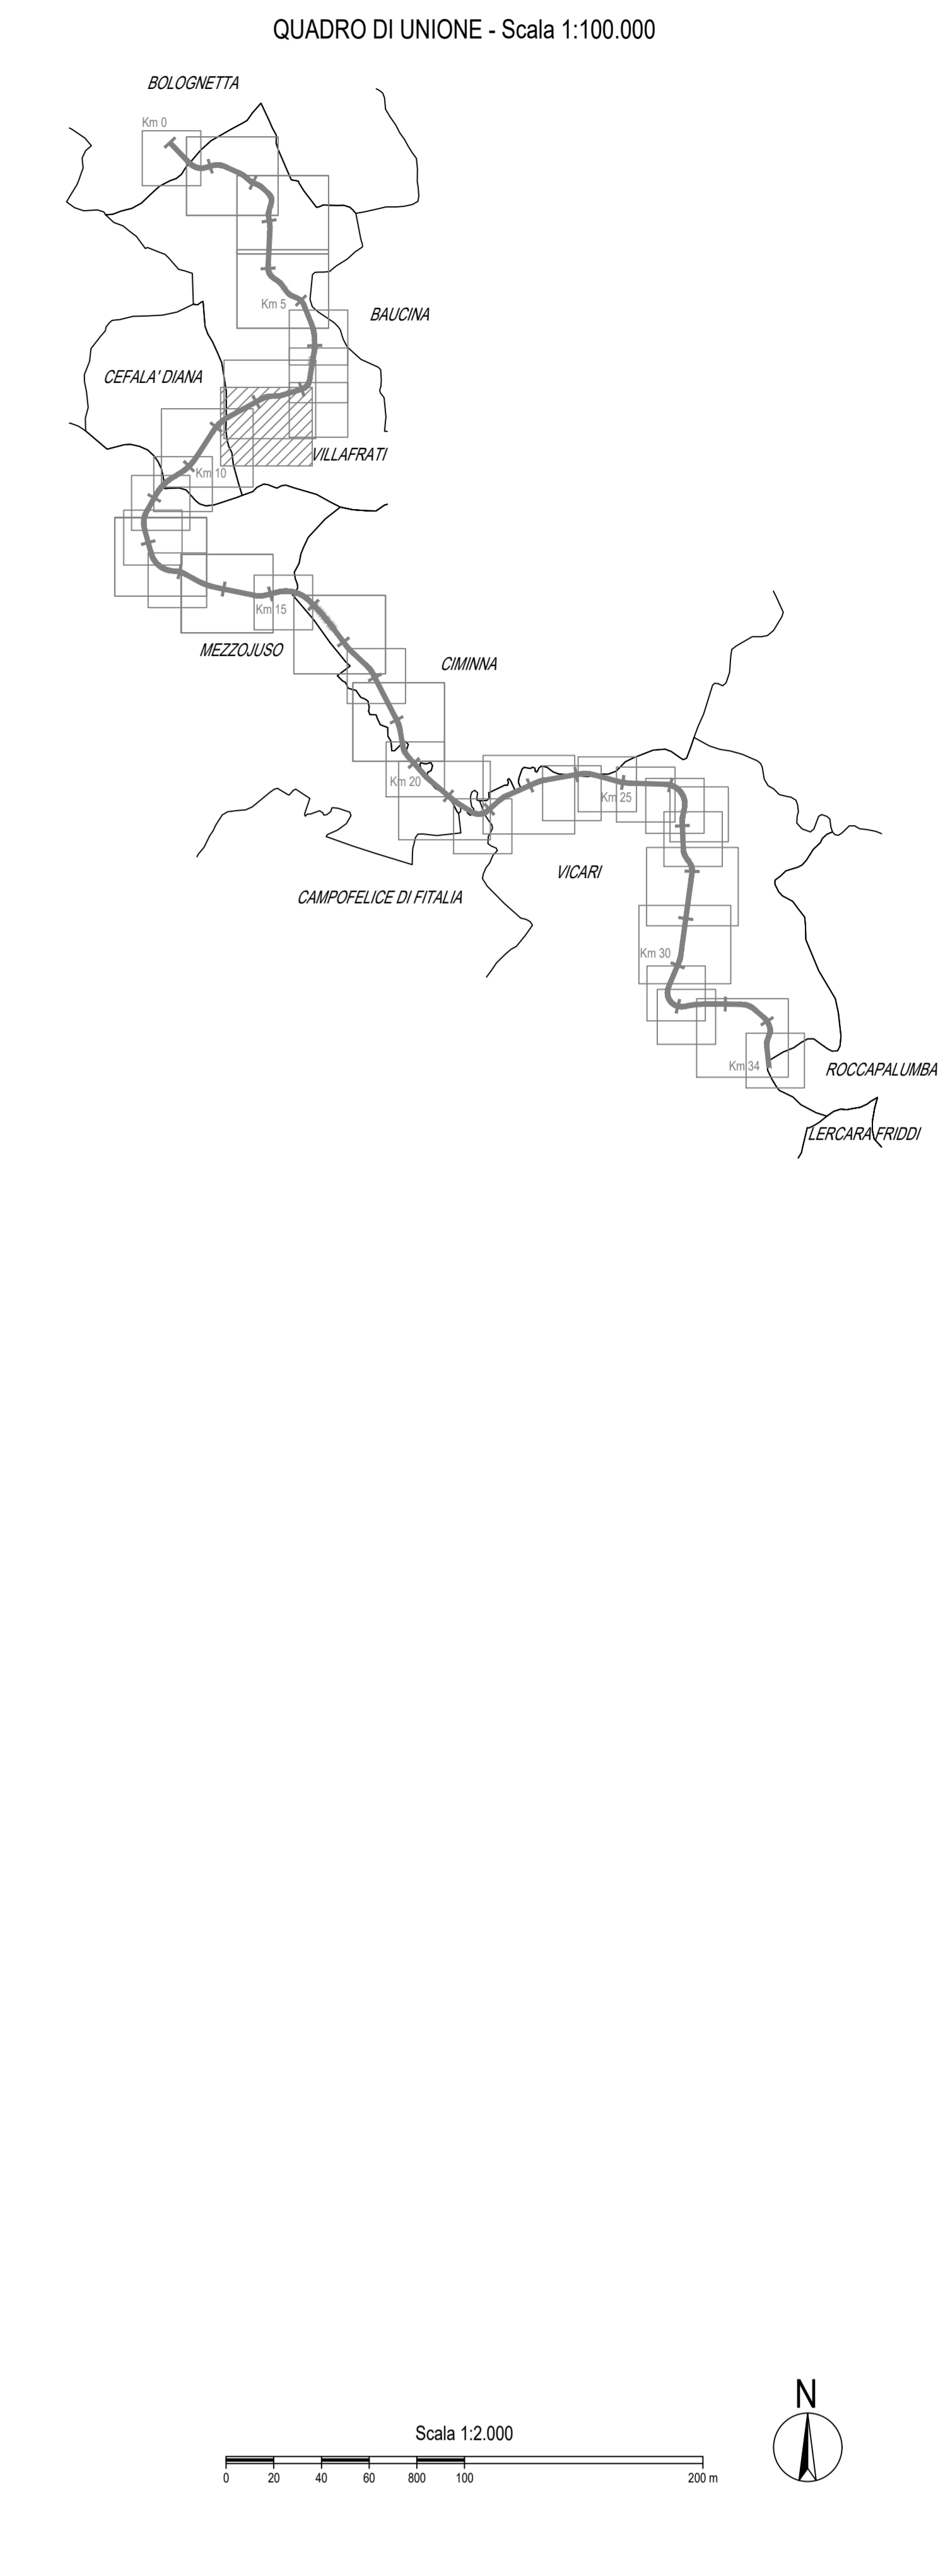 QUADRO DI UNIONE - Scala 1:100.000
BOLOGNETTA
Km 0
Km 5
BAUCINA
CEFALA' DIANA
VILLAFRATI
Km 10
Km 15
MEZZOJUSO
CIMINNA
Km 20
Km 25
VICARI
CAMPOFELICE DI FITALIA
Km 30
Km 34
ROCCAPALUMBA
LERCARA FRIDDI
N
Scala 1:2.000
0 20 40 60 800 100 200 m